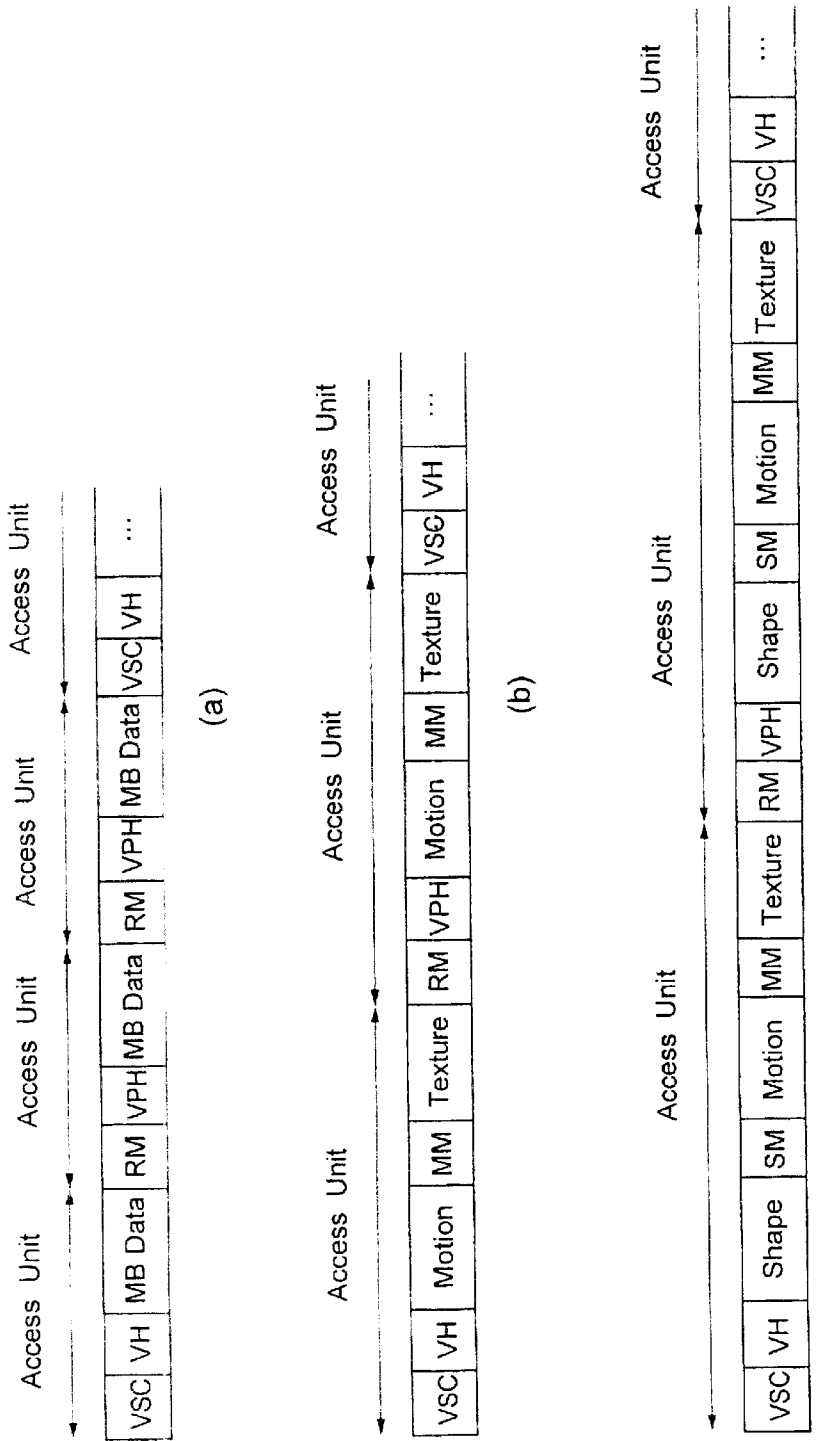 Access Unit Access Unit Access Unit Access Unit
VSC VH MB Data RM VPH MB Data RM VPH MB Data VSC VH ...
(a)
Access Unit Access Unit Access Unit
VSC VH Motion MM Texture RM VPH Motion MM Texture VSC VH ...
(b)
Access Unit Access Unit Access Unit
VSC VH Shape SM Motion MM Texture RM VPH Shape SM Motion MM Texture VSC VH ...